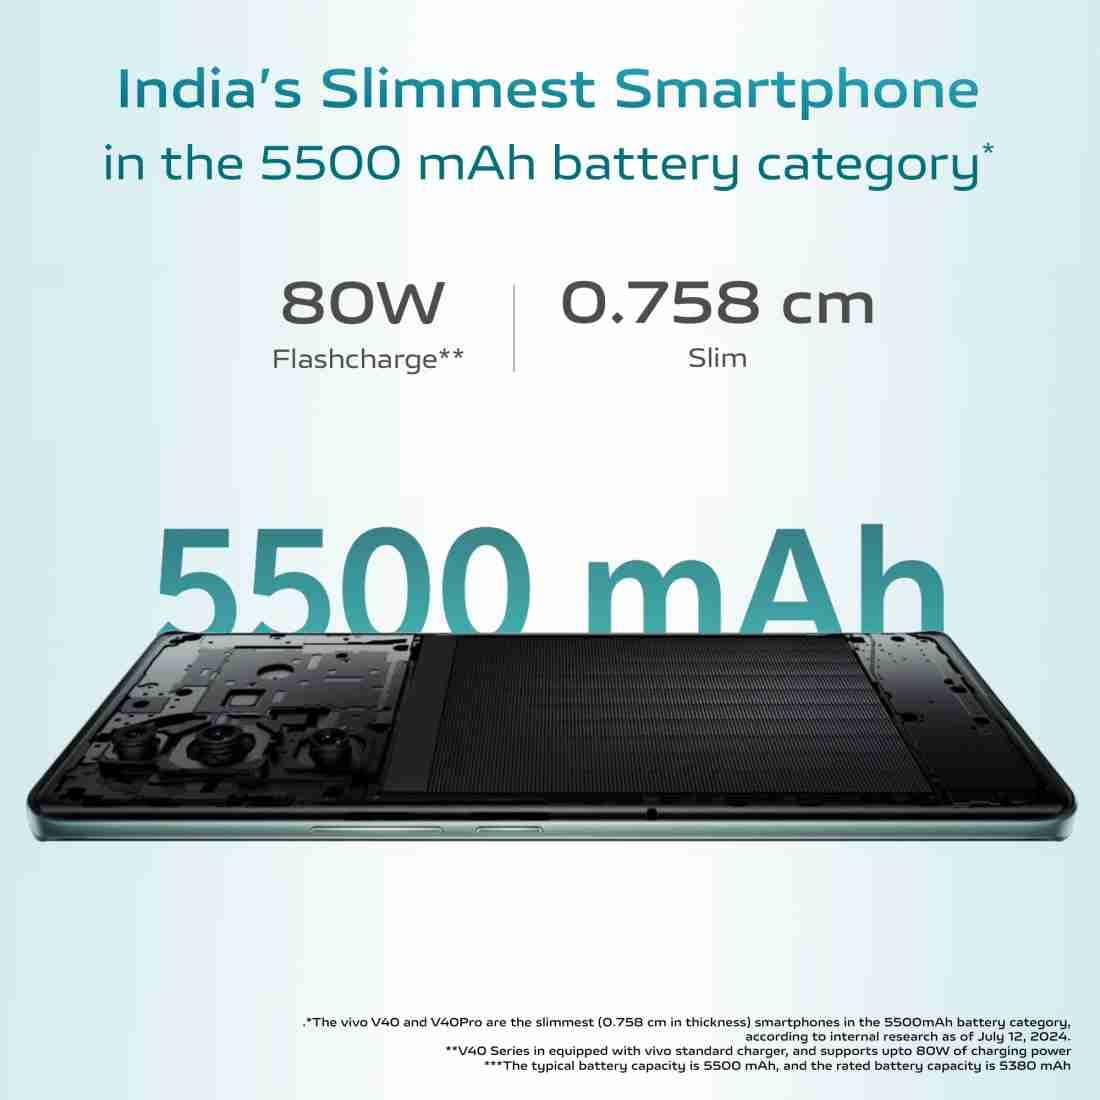 India's Slimmest Smartphone
in the 5500 mAh battery category*
80W
Flashcharge**
0.758 cm
Slim
5500 mAh
.*The vivo V40 and V40Pro are the slimmest (0.758 cm in thickness) smartphones in the 5500mAh battery category,
according to internal research as of July 12, 2024.
**V40 Series in equipped with vivo standard charger, and supports upto 80W of charging power
***The typical battery capacity is 5500 mAh, and the rated battery capacity is 5380 mAh